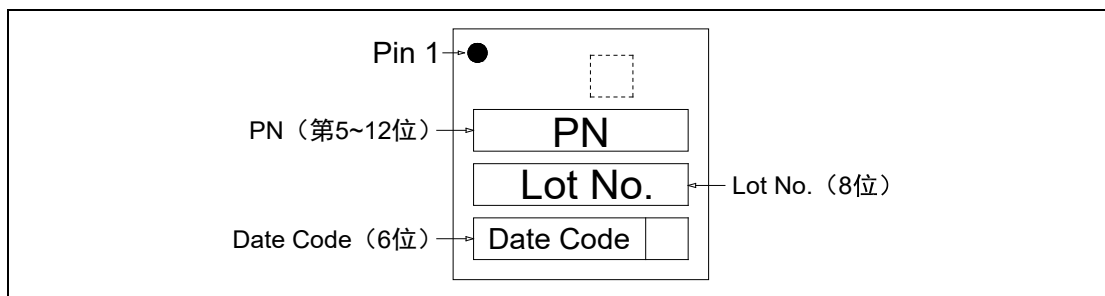 Pin 1
PN（第5~12位）
PN
Lot No.
Lot No.（8位）
Date Code（6位）
Date Code